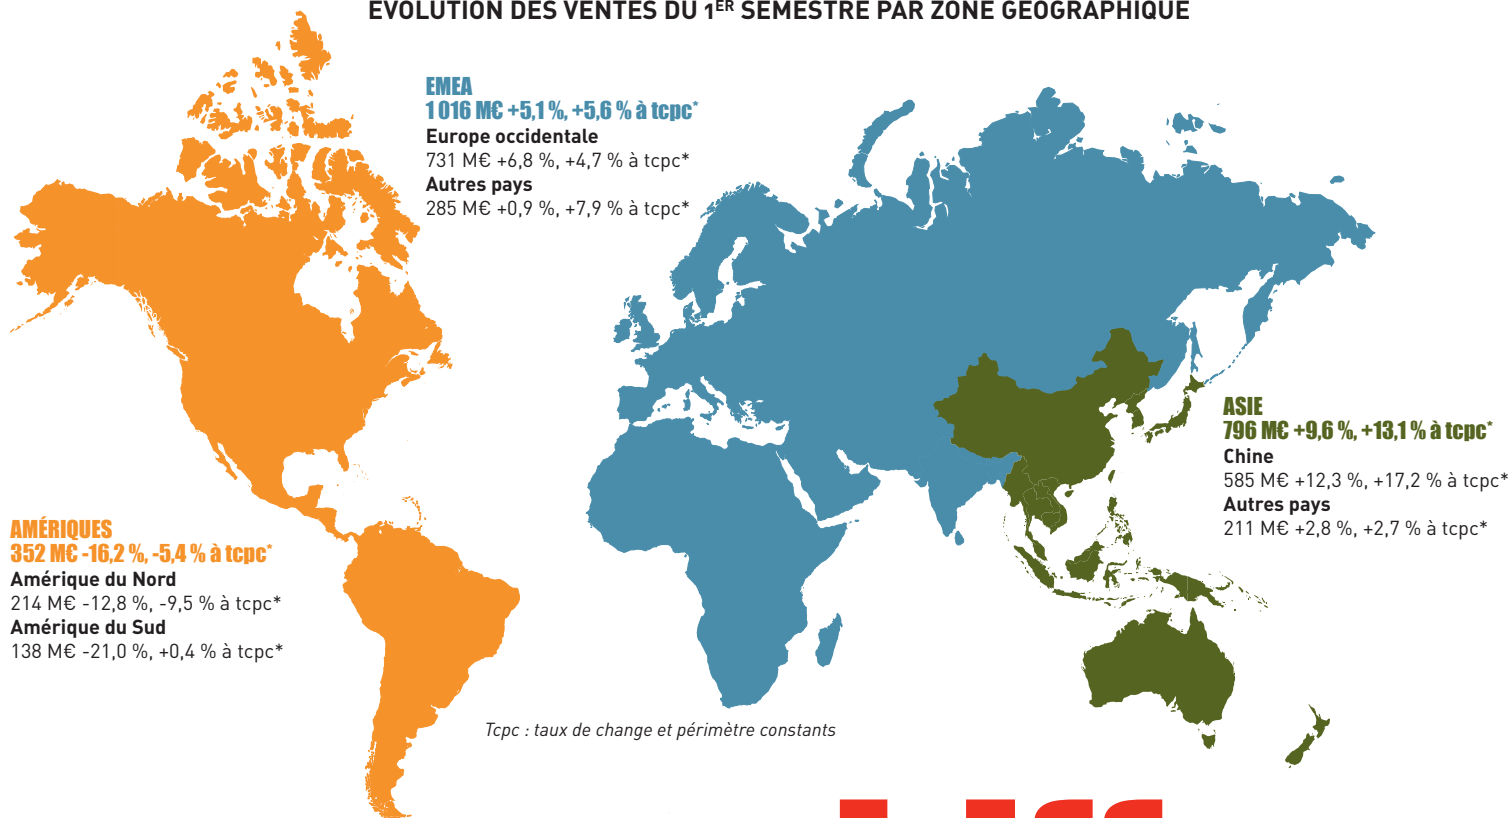 ÉVOLUTION DES VENTES DU 1ER SEMESTRE PAR ZONE GÉOGRAPHIQUE
EMEA
1 016 M€ +5,1 %, +5,6 % à tcpc*
Europe occidentale
731 M€ +6,8 %, +4,7 % à tcpc*
Autres pays
285 M€ +0,9 %, +7,9 % à tcpc*
ASIE
796 M€ +9,6 %, +13,1 % à tcpc*
Chine
585 M€ +12,3 %, +17,2 % à tcpc*
Autres pays
211 M€ +2,8 %, +2,7 % à tcpc*
AMÉRIQUES
352 M€ -16,2 %, -5,4 % à tcpc*
Amérique du Nord
214 M€ -12,8 %, -9,5 % à tcpc*
Amérique du Sud
138 M€ -21,0 %, +0,4 % à tcpc*
Tcpc : taux de change et périmètre constants